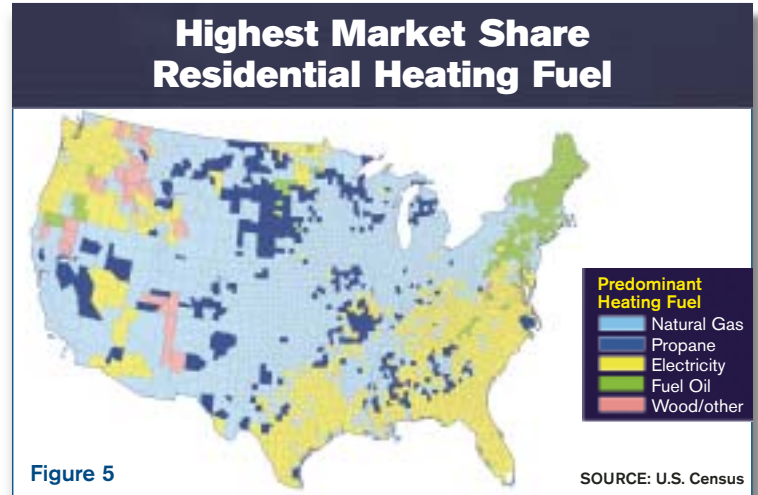 Highest Market Share
Residential Heating Fuel
Predominant
Heating Fuel
Natural Gas
Propane
Electricity
Fuel Oil
Wood/other
Figure 5
SOURCE: U.S. Census